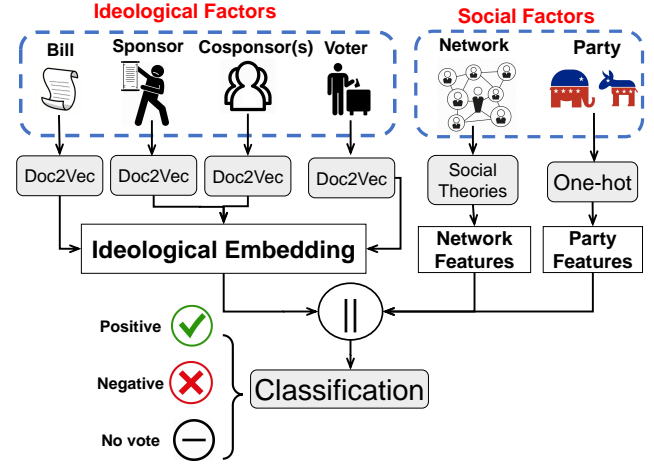 Ideological Factors
Social Factors
Bill
Sponsor
Cosponsor(s)
Voter
Network
Party
Doc2Vec
Doc2Vec
Doc2Vec
Doc2Vec
Social
Theories
One-hot
Ideological Embedding
Network
Features
Party
Features
||
Positive
Negative
No vote
Classification